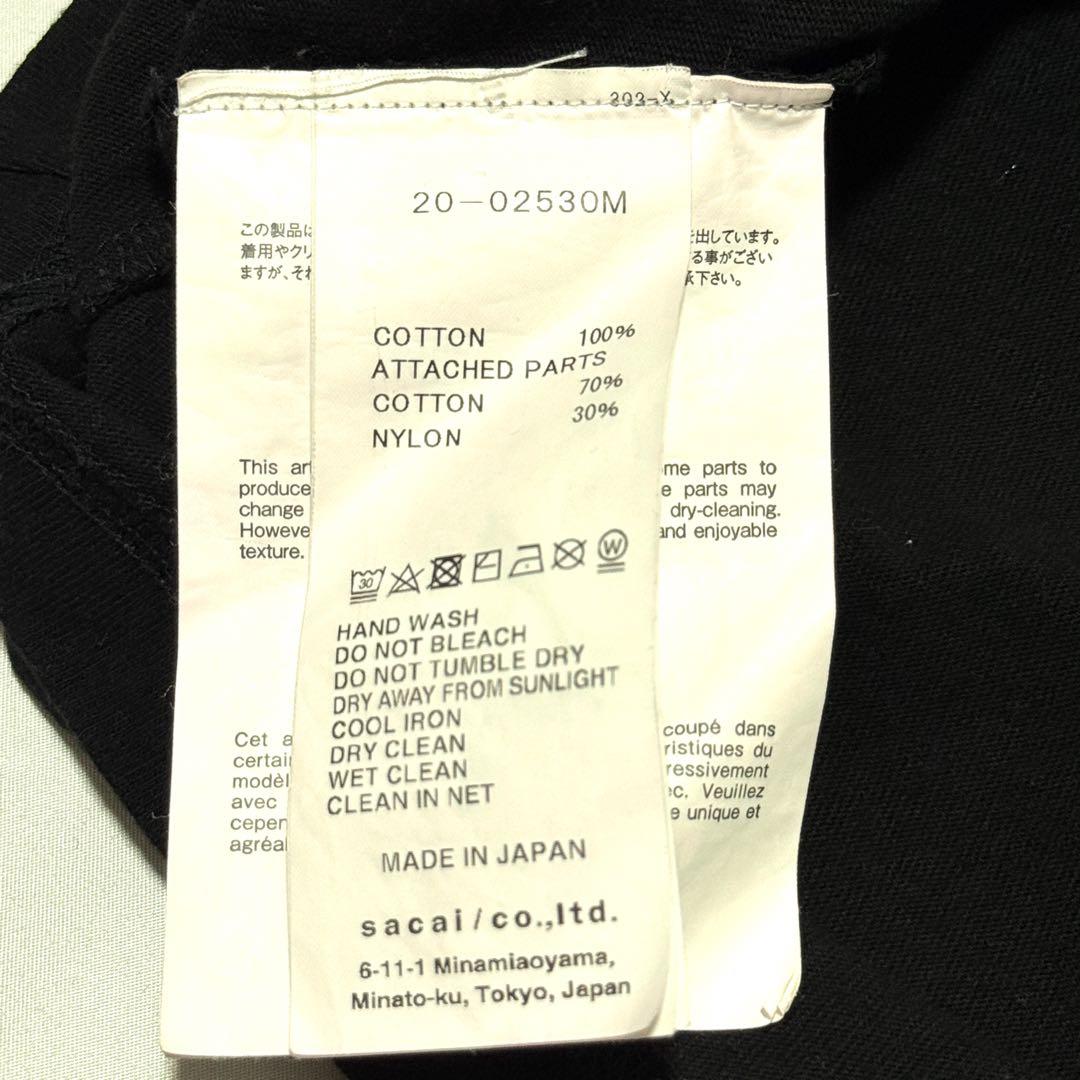 303-X
20-02530M
この製品は
着用やクリ
ますが、それ
を出しています。
る事がござい
承下さい。
COTTON 100%
ATTACHED PARTS
COTTON 70%
NYLON 30%
This
produce
change
Howeve
texture.
me parts to
e parts may
dry-cleaning.
and enjoyable
30
W
HAND WASH
DO NOT BLEACH
DO NOT TUMBLE DRY
DRY AWAY FROM SUNLIGHT
COOL IRON
DRY CLEAN
WET CLEAN
CLEAN IN NET
Cet a
certai
modèl
avec
cepen
agréa
coupé dans
ristiques du
ressivement
ec. Veuillez
e unique et
MADE IN JAPAN
sacai/co.,ltd.
6-11-1 Minamiaoyama,
Minato-ku, Tokyo, Japan